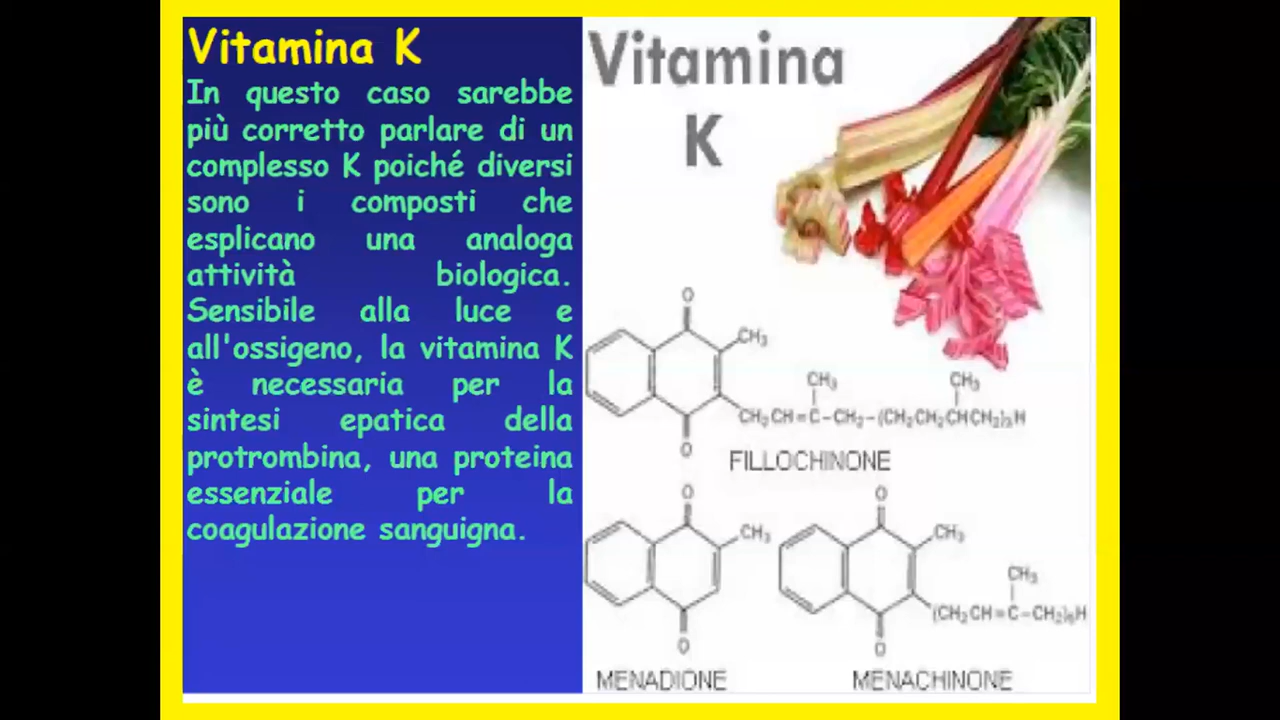 Vitamina K
In questo caso sarebbe
più corretto parlare di un
complesso K poiché diversi
sono i composti che
esplicano una analoga
attività biologica.
Sensibile alla luce e
all'ossigeno, la vitamina K
è necessaria per la
sintesi epatica della
protrombina, una proteina
essenziale per la
coagulazione sanguigna.
Vitamina
K
O
CH₃
CH₃ CH₃
CH₂CH=C-CH₂-(CH₂CH₂CHCH₂)₃H
O
FILLOCHINONE
O
CH₃
O
MENADIONE
O
CH₃
CH₃
(CH₂CH=C-CH₂)₆H
O
MENACHINONE